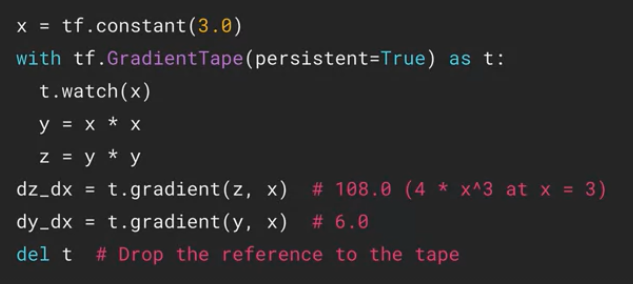 x = tf.constant(3.0)
with tf.GradientTape(persistent=True) as t:
  t.watch(x)
  y = x * x
  z = y * y
dz_dx = t.gradient(z, x)  # 108.0 (4 * x^3 at x = 3)
dy_dx = t.gradient(y, x)  # 6.0
del t  # Drop the reference to the tape